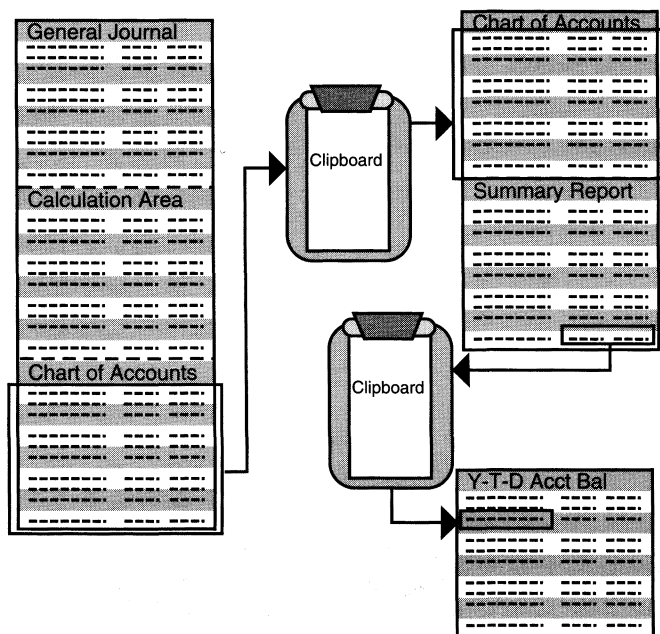 General Journal
Calculation Area
Chart of Accounts
Clipboard
Chart of Accounts
Summary Report
Clipboard
Y-T-D Acct Bal